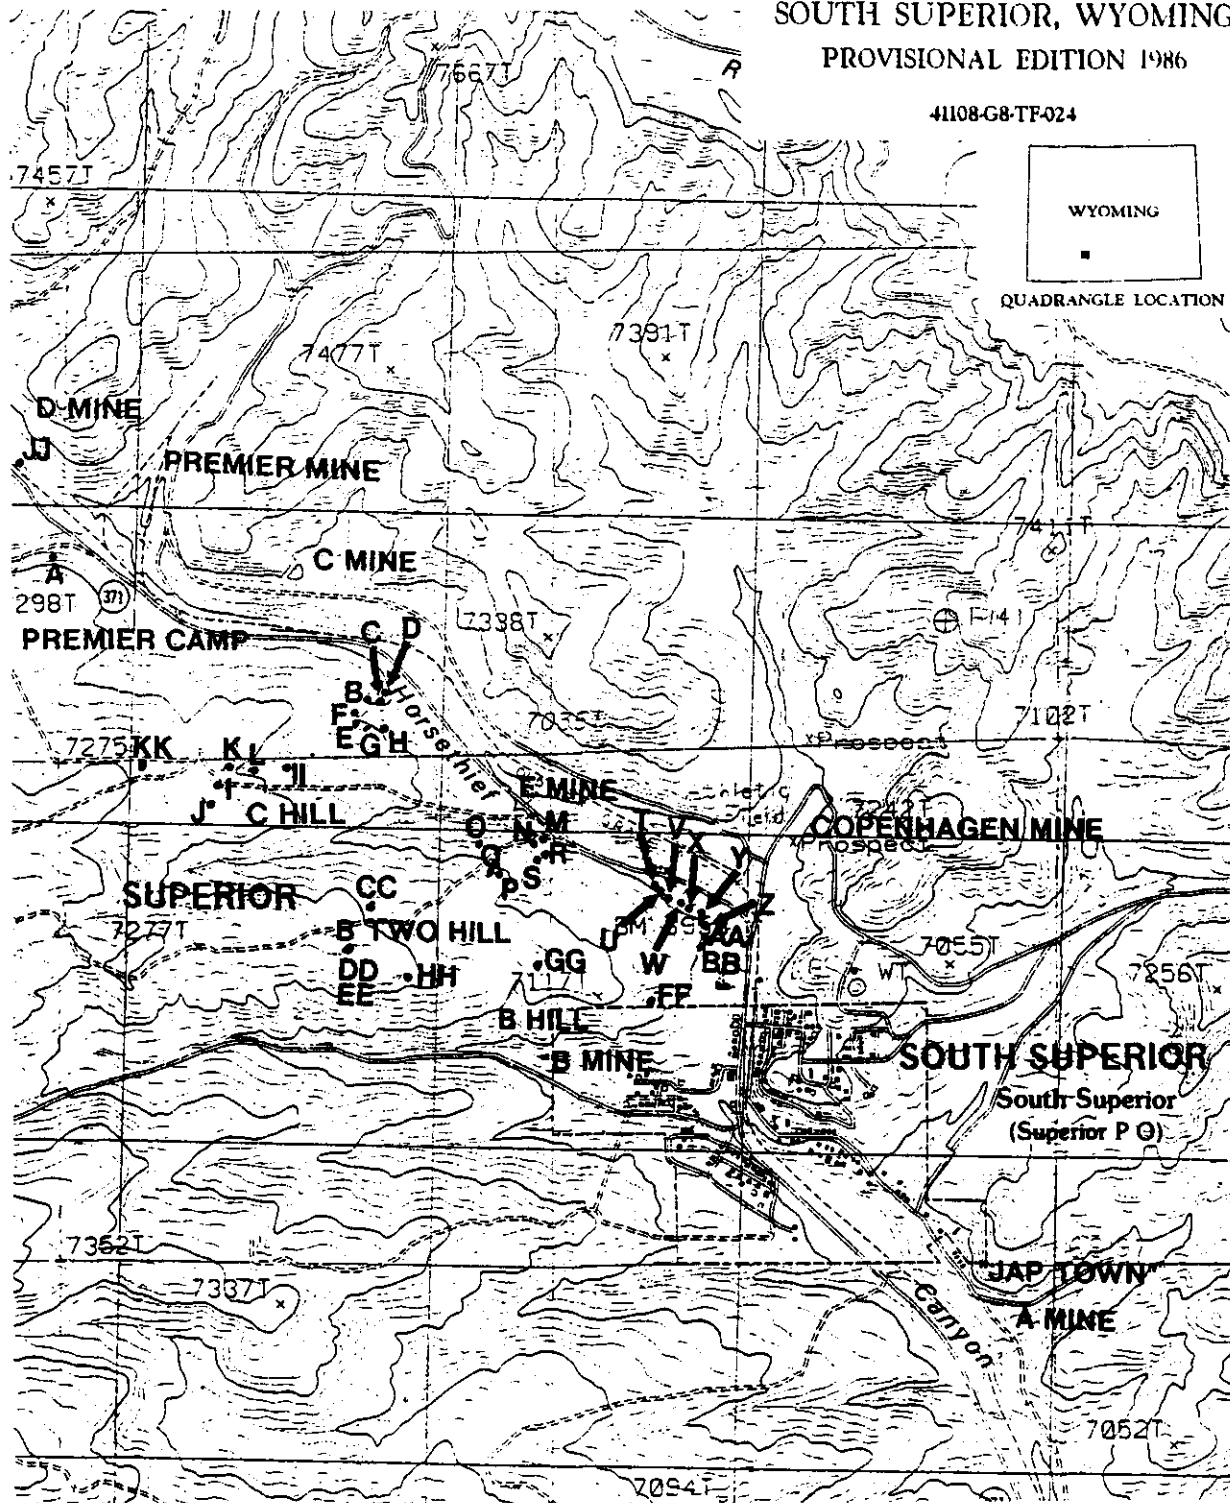 SOUTH SUPERIOR, WYOMING
PROVISIONAL EDITION 1986
41108-G8-TF-024
WYOMING
QUADRANGLE LOCATION
R
7667T
7457T
7477T
7391T
D MINE
JJ
PREMIER MINE
C MINE
A
298T
371
PREMIER CAMP
7338T
C D
B
F
E G H
Horsethief
7102T
Prospect
7275 KK
K L
II
I
J
C HILL
E MINE
7242T
COPENHAGEN MINE
Prospect
O N M
Q R
P S
T V
X
Y
Z
SUPERIOR
CC
7277T
B TWO HILL
U
W
AA
BB
7055T
WT
7256T
DD
EE
HH
GG
7117T
FF
B HILL
B MINE
SOUTH SUPERIOR
South Superior
(Superior P O)
7352T
7337T
"JAP TOWN"
A MINE
Canyon
7052T
7094T